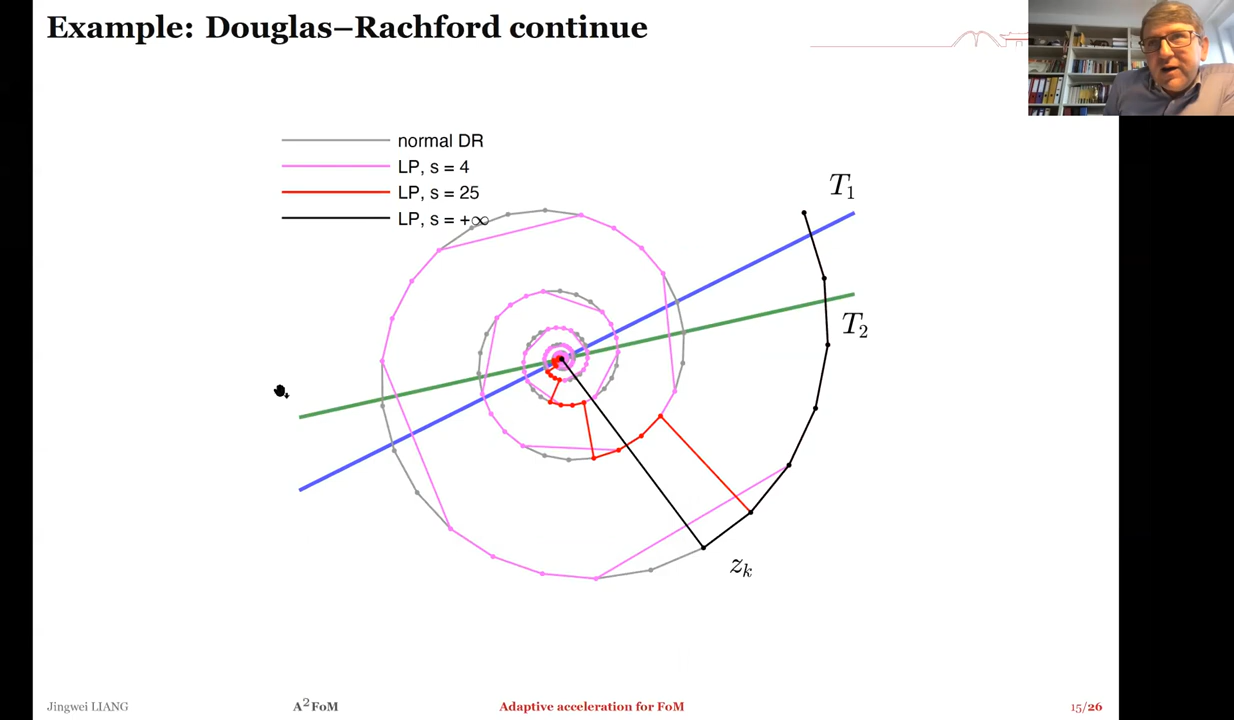 Example: Douglas–Rachford continue
normal DR
LP, s = 4
LP, s = 25
LP, s = +∞
T₁
T₂
zₖ
Jingwei LIANG
A²FoM
Adaptive acceleration for FoM
15/26